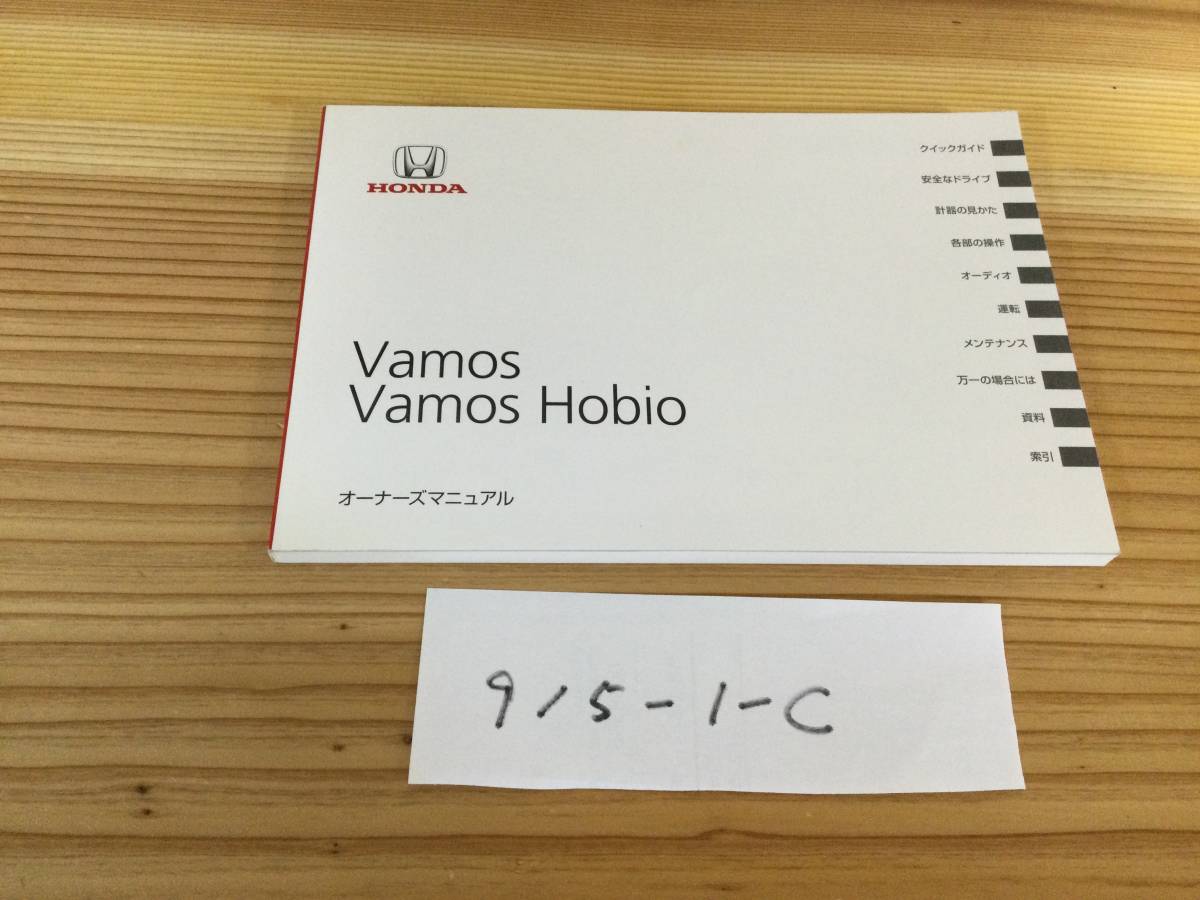 HONDA
Vamos
Vamos Hobio
オーナーズマニュアル
クイックガイド
安全なドライブ
計器の見かた
各部の操作
オーディオ
運転
メンテナンス
万一の場合には
資料
索引
915-1-C